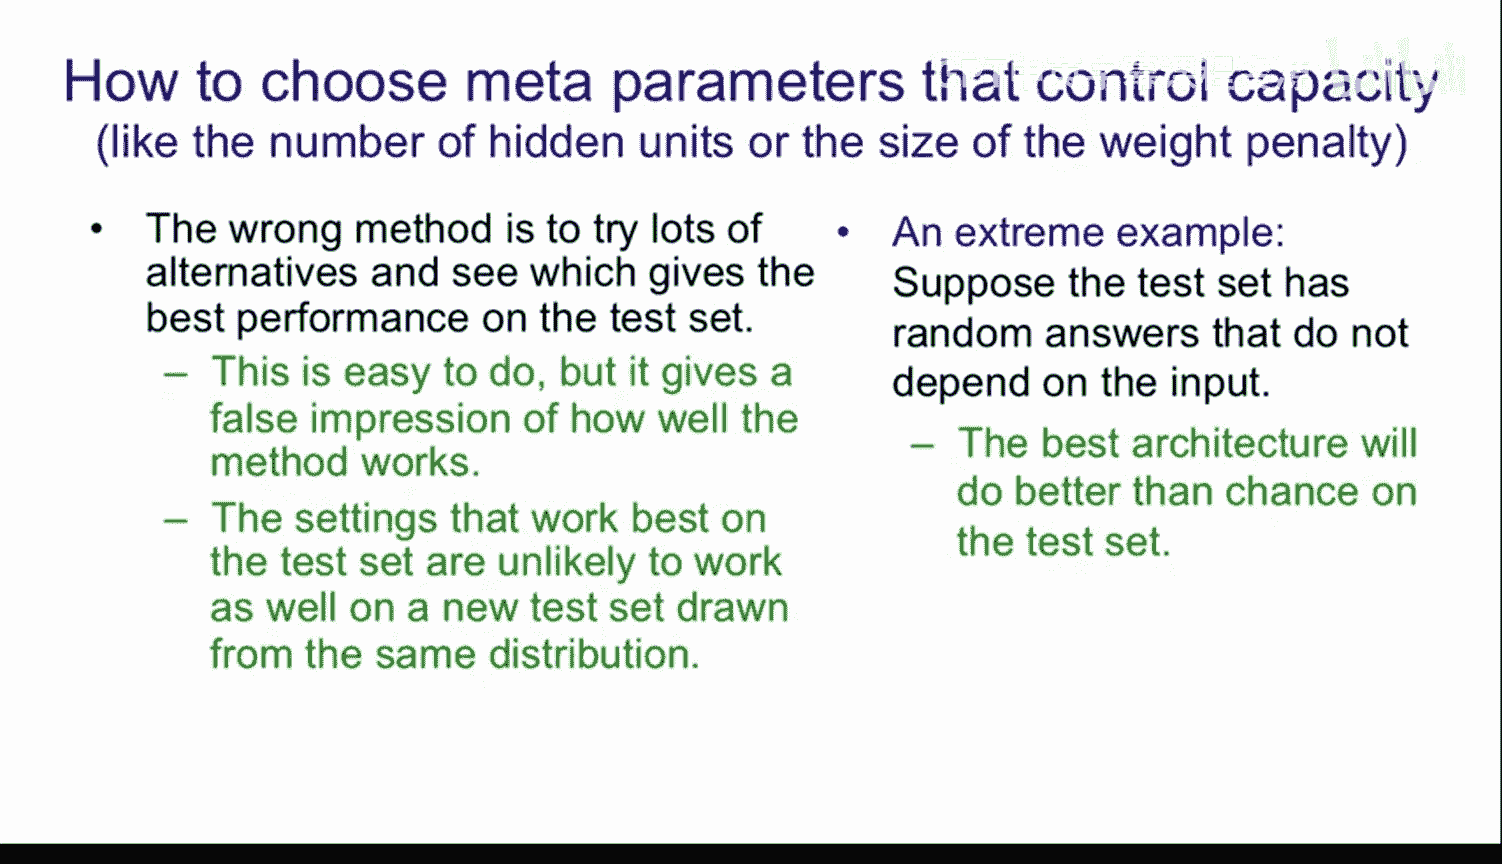 How to choose meta parameters that control capacity
(like the number of hidden units or the size of the weight penalty)
• The wrong method is to try lots of
alternatives and see which gives the
best performance on the test set.
– This is easy to do, but it gives a
false impression of how well the
method works.
– The settings that work best on
the test set are unlikely to work
as well on a new test set drawn
from the same distribution.
• An extreme example:
Suppose the test set has
random answers that do not
depend on the input.
– The best architecture will
do better than chance on
the test set.